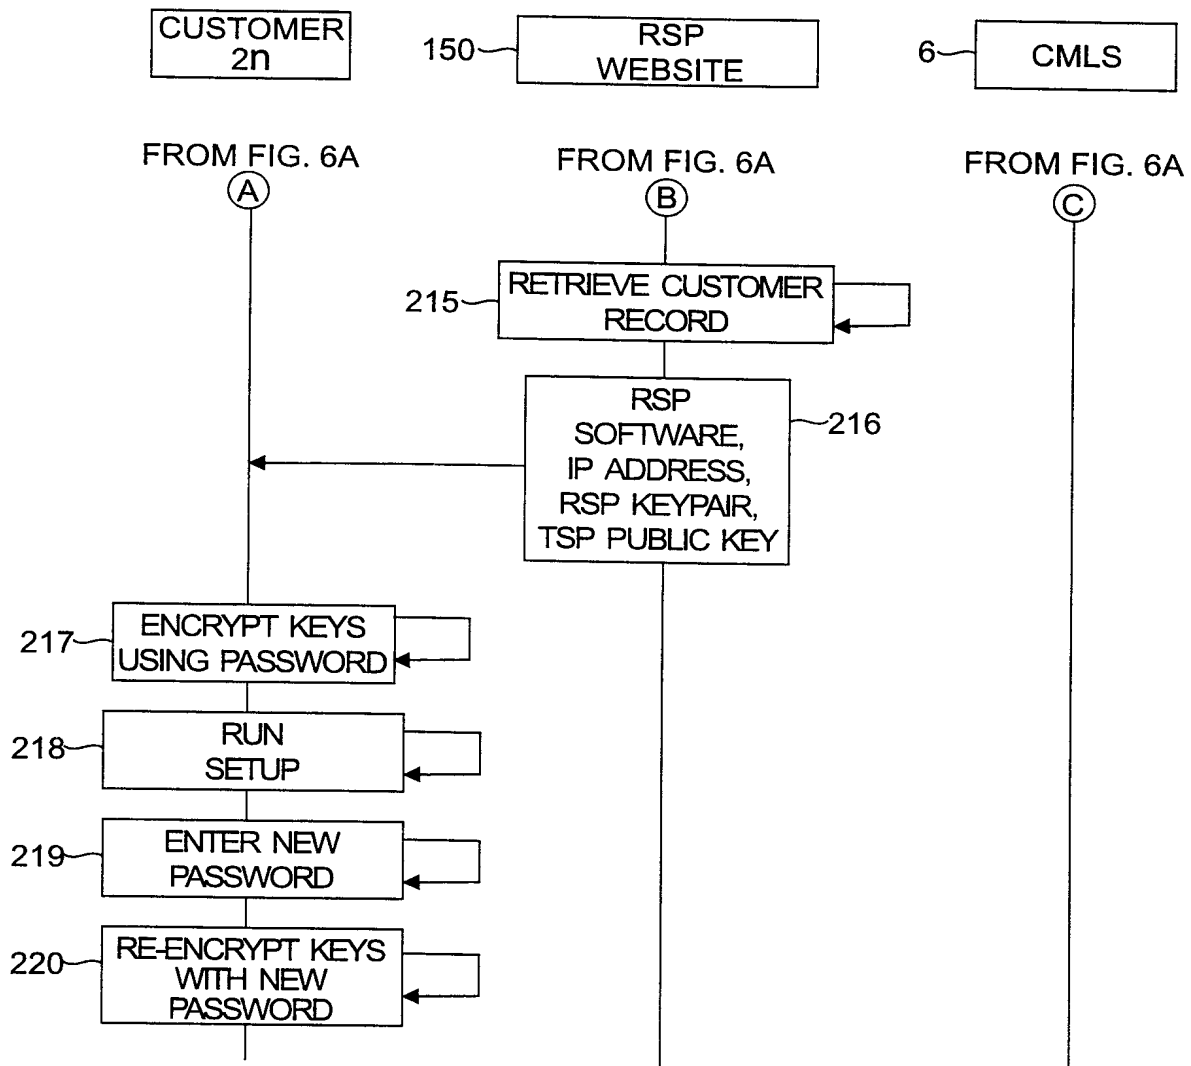 CUSTOMER
2n
150
RSP
WEBSITE
6
CMLS
FROM FIG. 6A
A
FROM FIG. 6A
B
FROM FIG. 6A
C
215
RETRIEVE CUSTOMER
RECORD
RSP
SOFTWARE,
IP ADDRESS,
RSP KEYPAIR,
TSP PUBLIC KEY
216
217
ENCRYPT KEYS
USING PASSWORD
218
RUN
SETUP
219
ENTER NEW
PASSWORD
220
RE-ENCRYPT KEYS
WITH NEW
PASSWORD